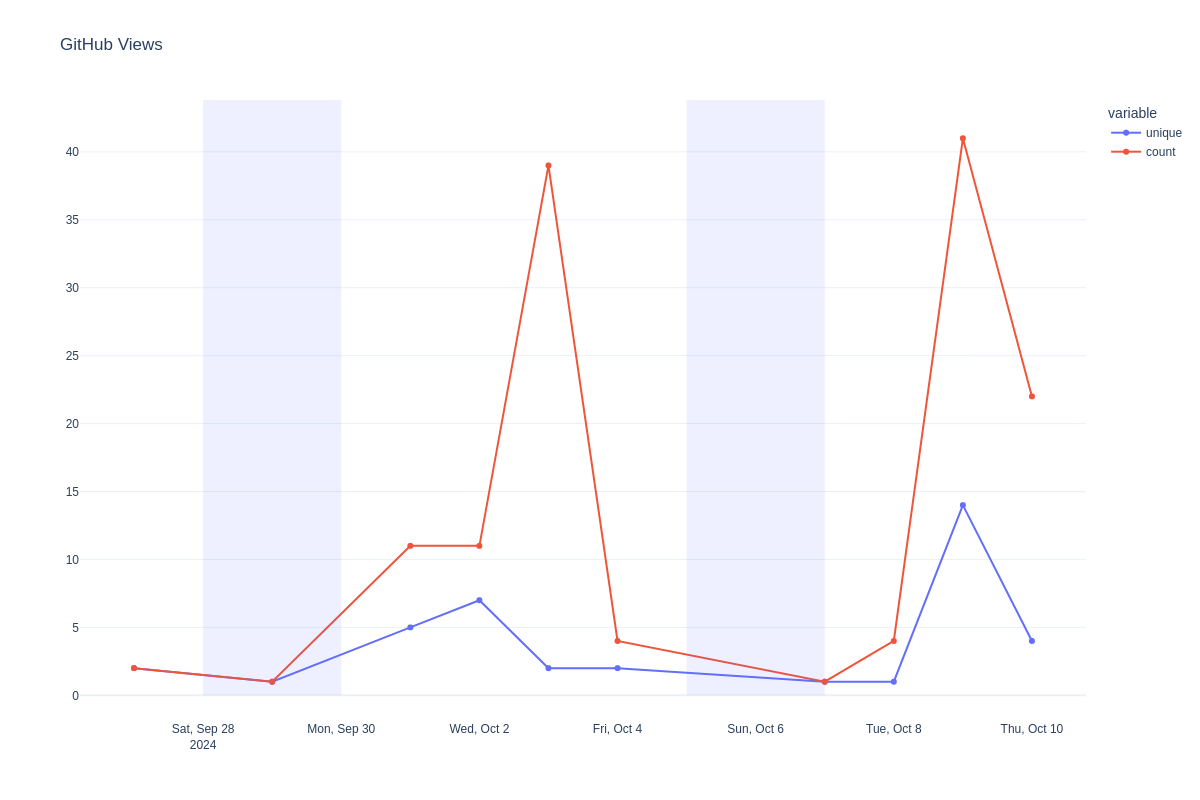 GitHub Views
variable
unique
count
40
35
30
25
20
15
10
5
0
Sat, Sep 28
2024
Mon, Sep 30
Wed, Oct 2
Fri, Oct 4
Sun, Oct 6
Tue, Oct 8
Thu, Oct 10